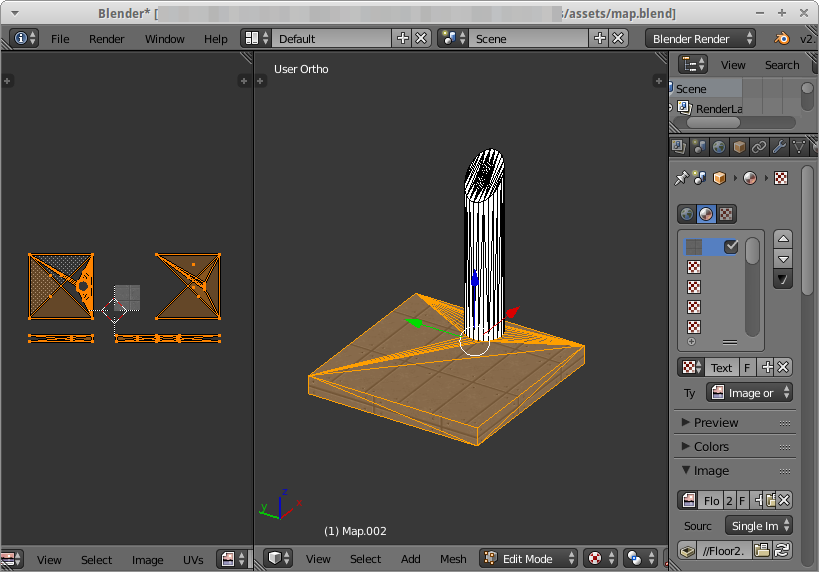 Blender* [ /assets/map.blend]
File Render Window Help Default Scene Blender Render v2.
User Ortho
View Search
Scene
RenderLa
Text F
Ty Image or
Preview
Colors
Image
Flo 2 F
Sourc Single Im
//Floor2.
z
y
x
(1) Map.002
View Select Image UVs
View Select Add Mesh Edit Mode